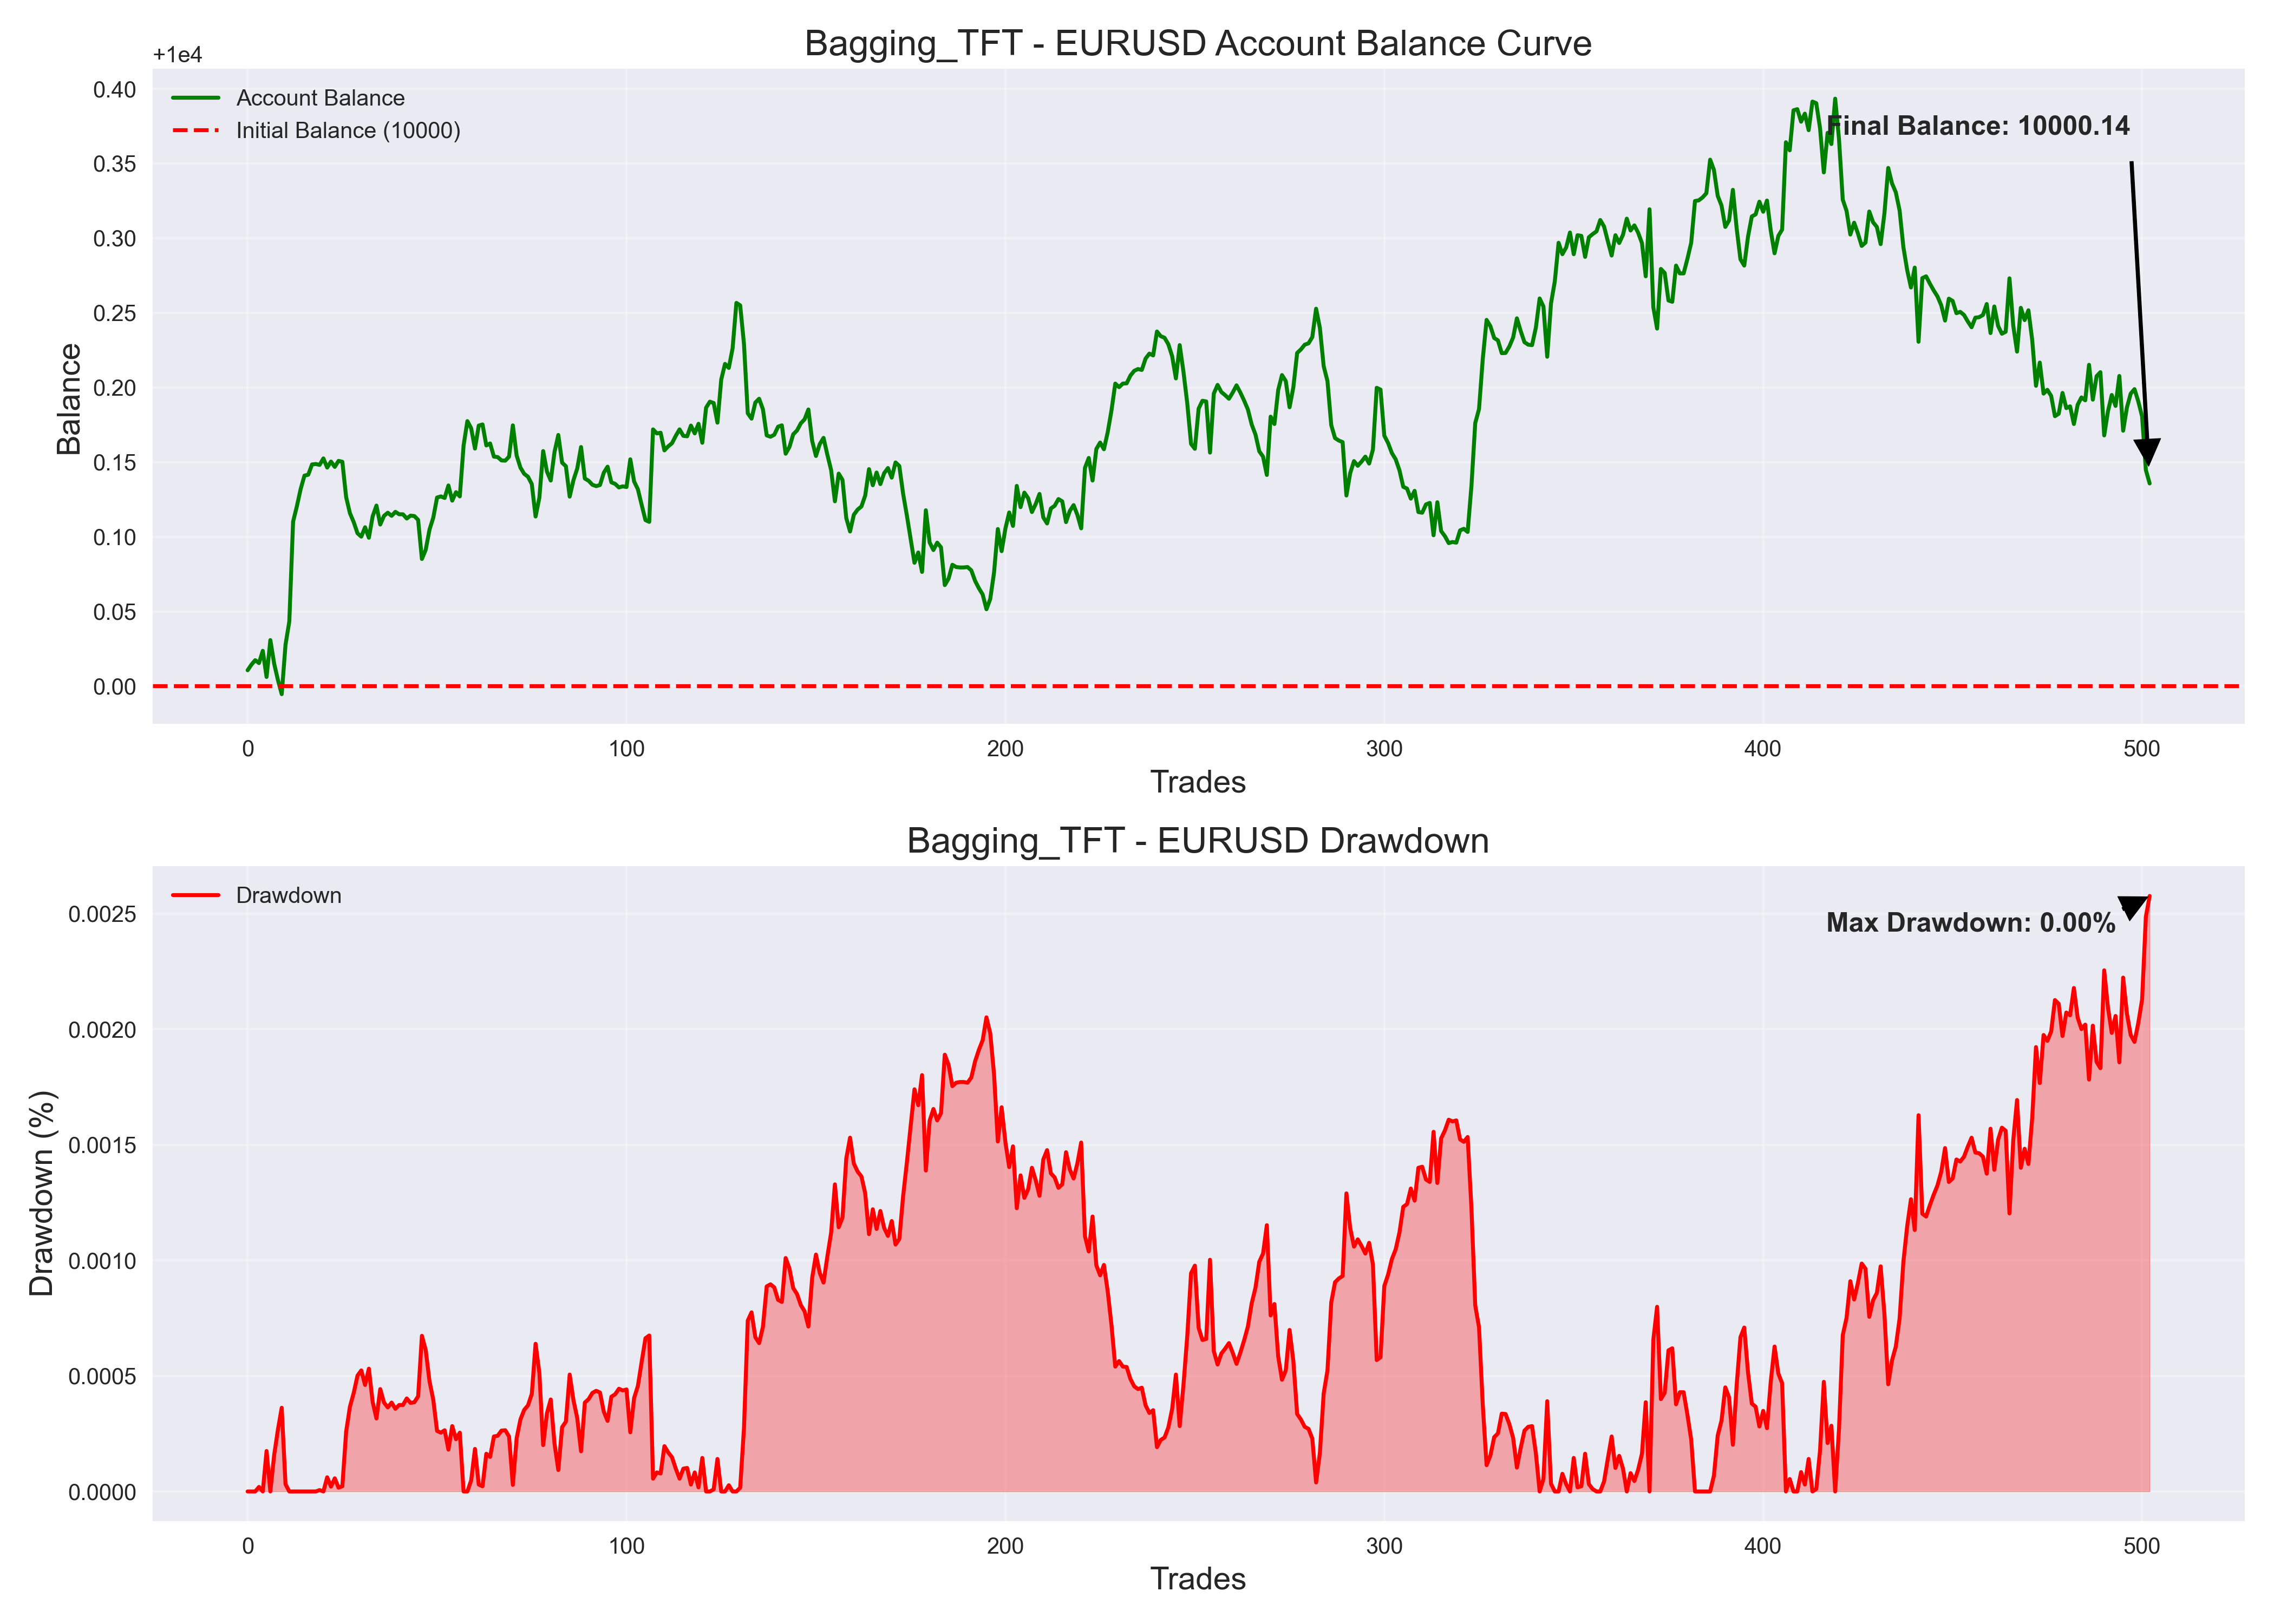 Bagging_TFT - EURUSD Account Balance Curve
+1e4
Account Balance
Initial Balance (10000)
Final Balance: 10000.14
Balance
0.40
0.35
0.30
0.25
0.20
0.15
0.10
0.05
0.00
0 100 200 300 400 500
Trades
Bagging_TFT - EURUSD Drawdown
Drawdown
Max Drawdown: 0.00%
Drawdown (%)
0.0025
0.0020
0.0015
0.0010
0.0005
0.0000
0 100 200 300 400 500
Trades